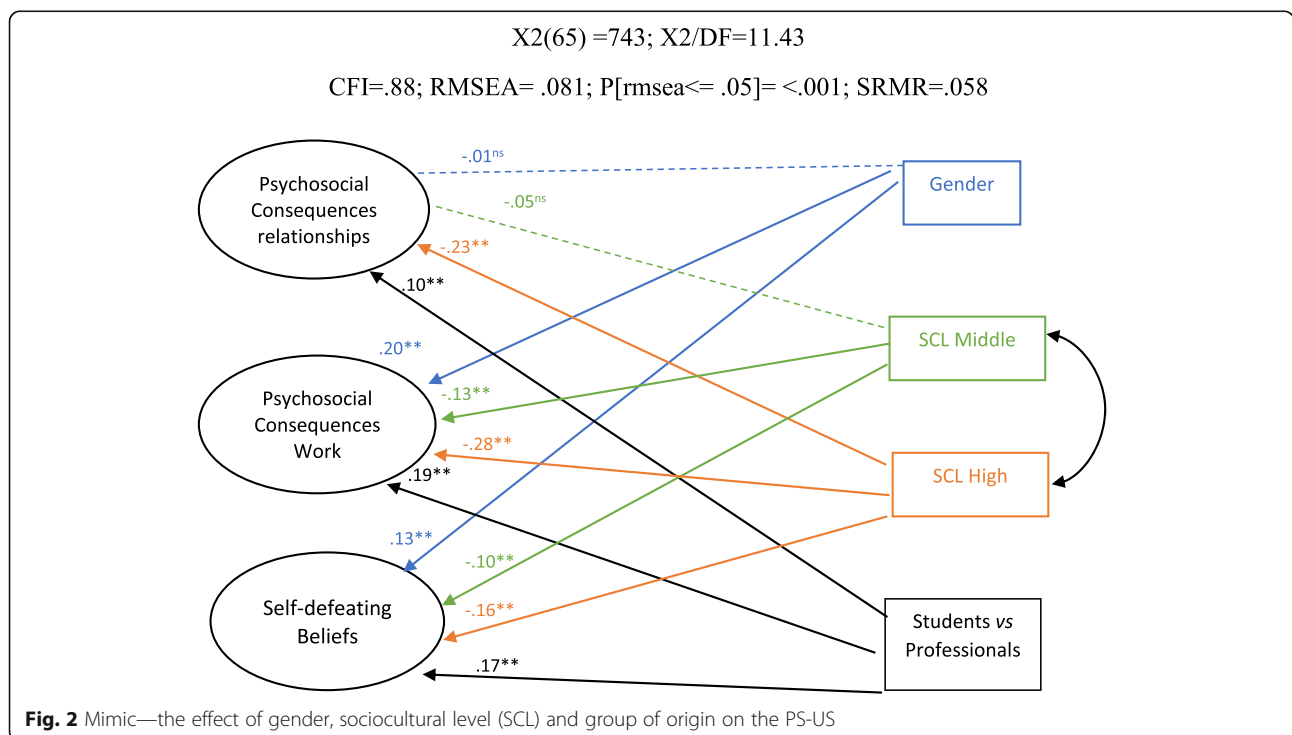 X2(65) =743; X2/DF=11.43
CFI=.88; RMSEA= .081; P[rmsea<= .05]= <.001; SRMR=.058
Psychosocial
Consequences
relationships
-.01ns
Gender
-.05ns
-.23**
.10**
SCL Middle
.20**
Psychosocial
Consequences
Work
-.13**
-.28**
.19**
SCL High
.13**
-.10**
Self-defeating
Beliefs
-.16**
.17**
Students vs
Professionals
Fig. 2 Mimic—the effect of gender, sociocultural level (SCL) and group of origin on the PS-US